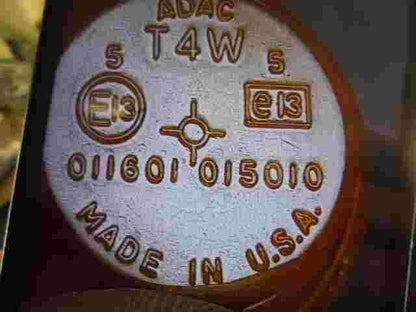 ADAC
T4W
5 5
E13 e13
011601 015010
MADE IN U.S.A.